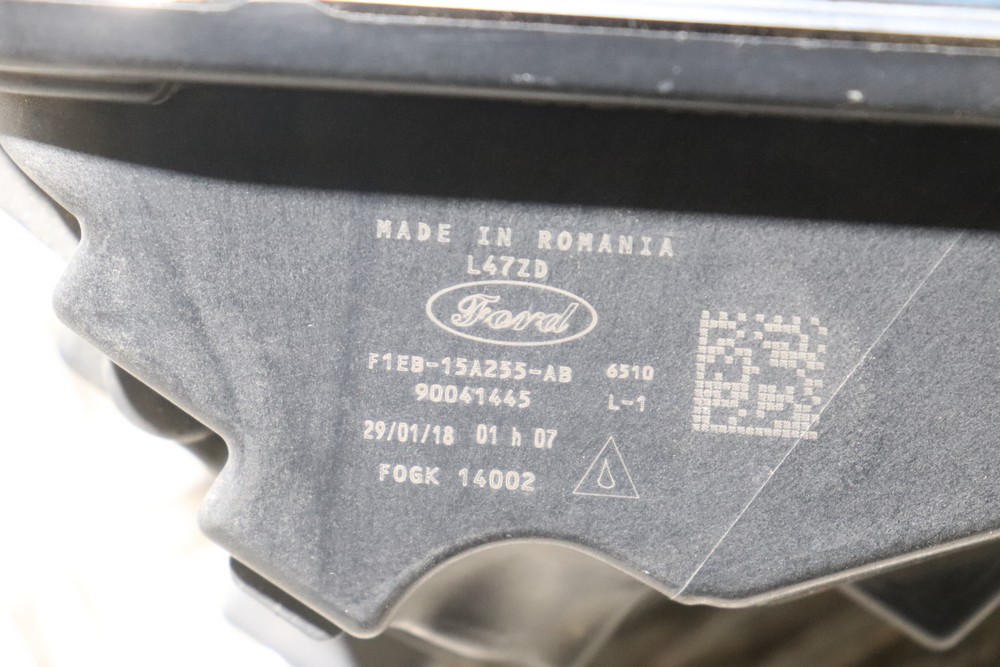 MADE IN ROMANIA
L47ZD
Ford
F1EB-15A255-AB 6510
90041445 L-1
29/01/18 01 h 07
FOGK 14002